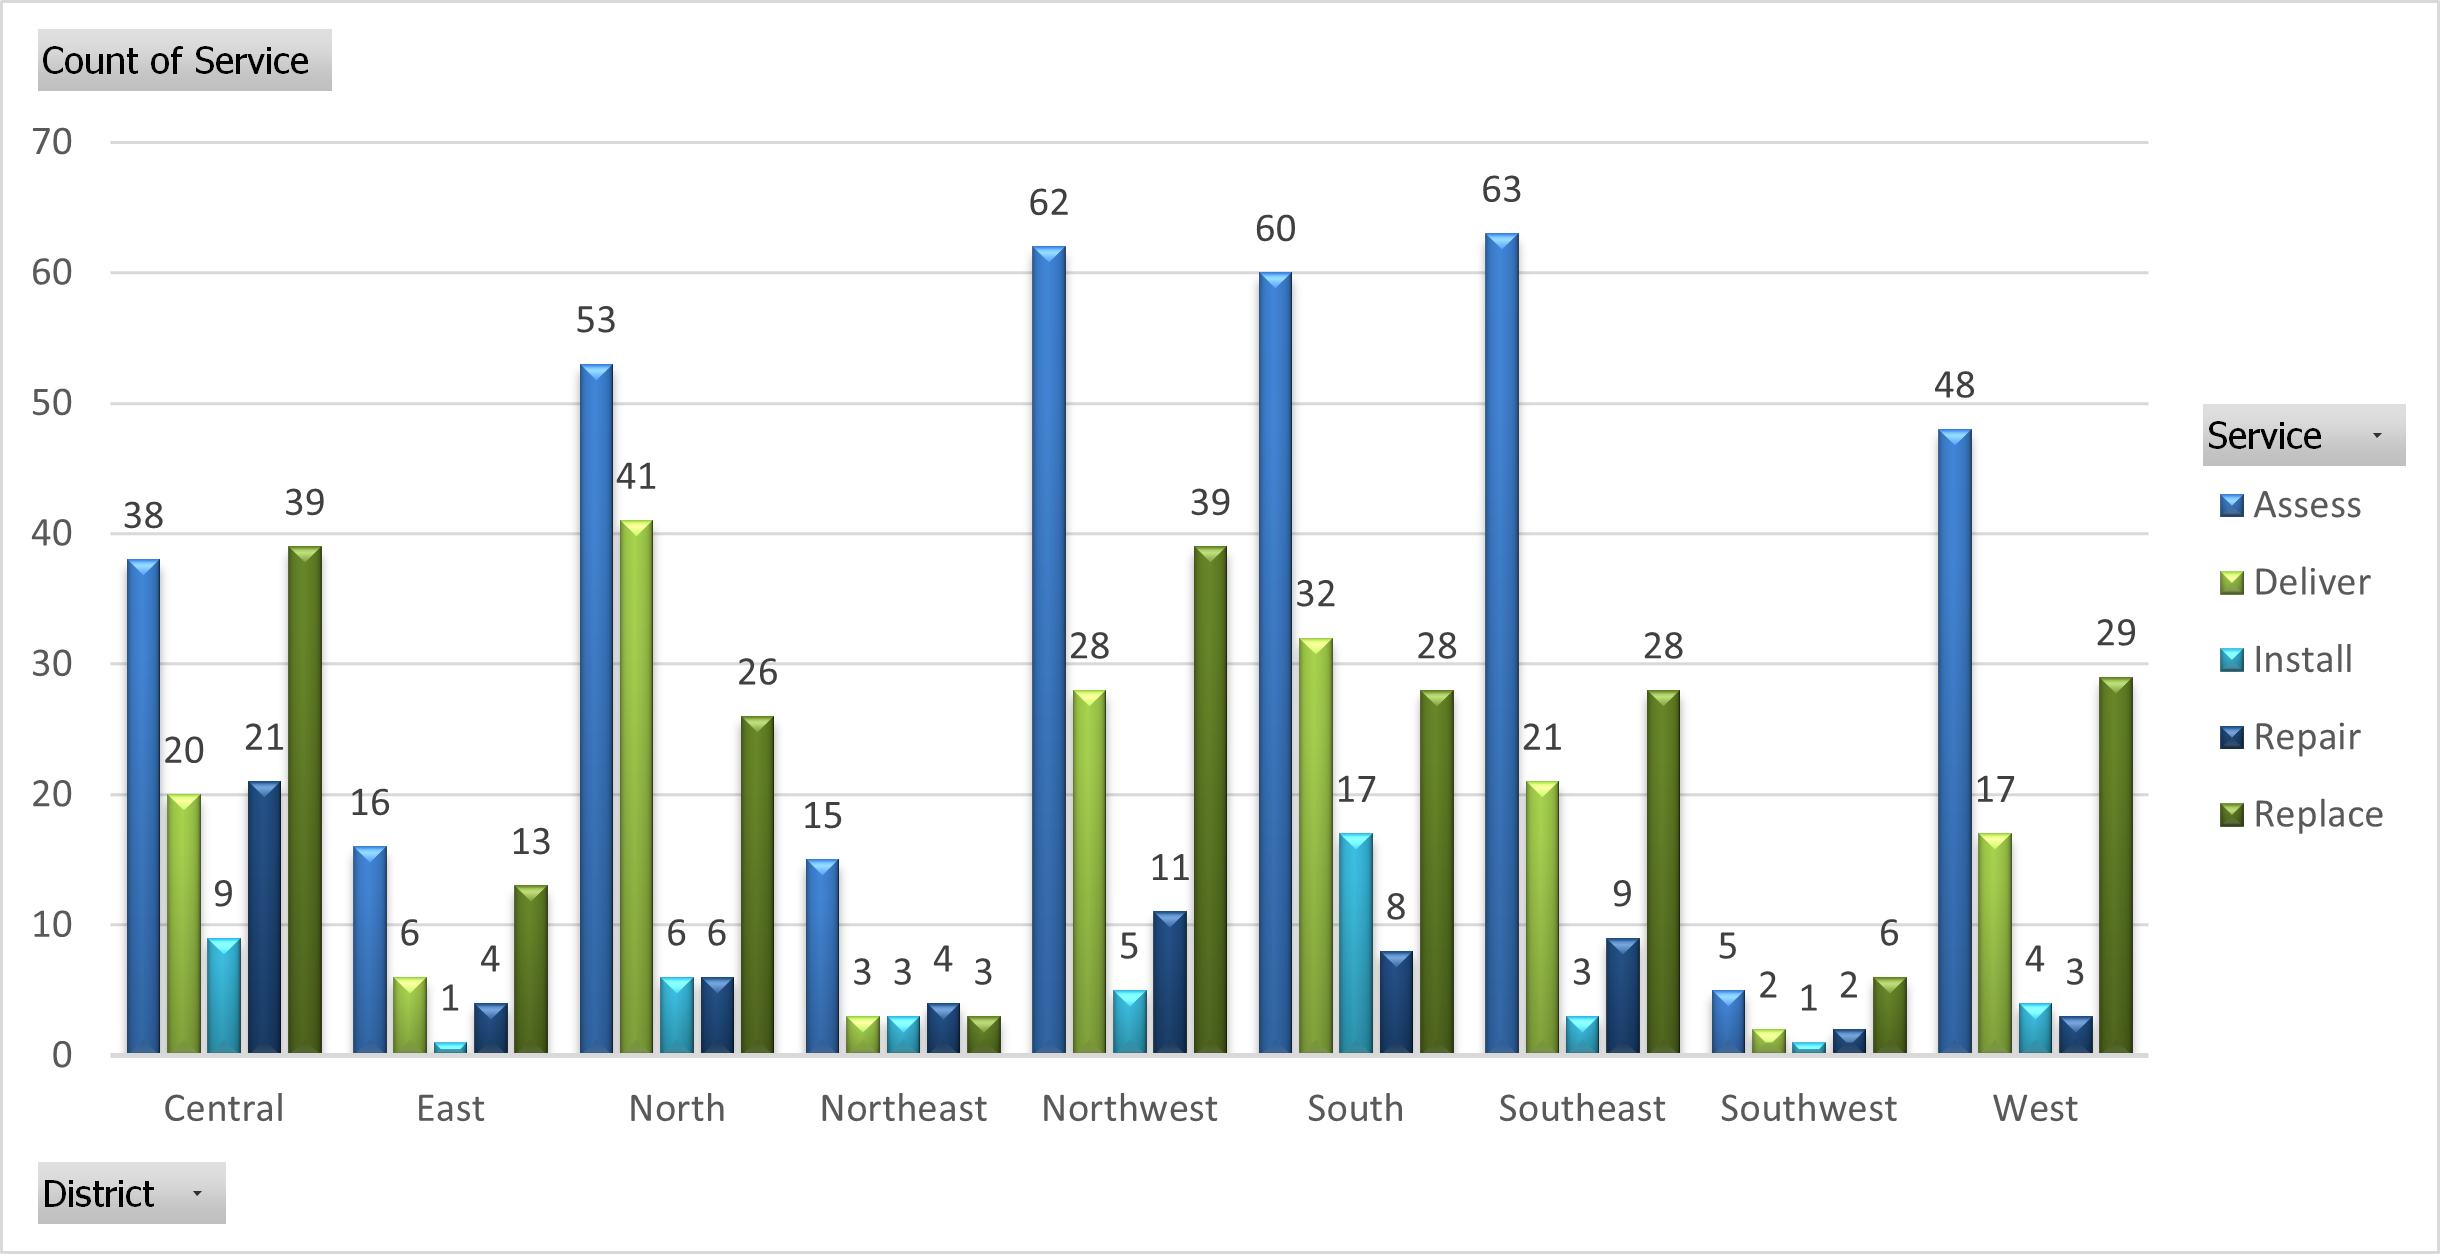 Count of Service
70
60
50
40
30
20
10
0
38 20 9 21 39
16 6 1 4 13
53 41 6 6 26
15 3 3 4 3
62 28 5 11 39
60 32 17 8 28
63 21 3 9 28
5 2 1 2 6
48 17 4 3 29
Central East North Northeast Northwest South Southeast Southwest West
District
Service
Assess
Deliver
Install
Repair
Replace